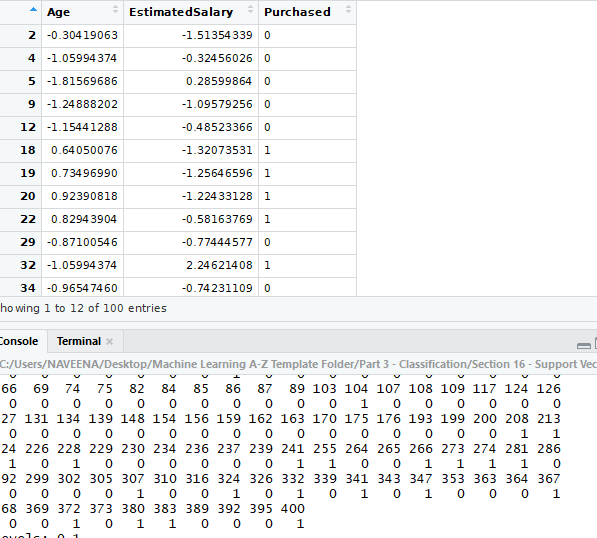 Age EstimatedSalary Purchased
2 -0.30419063 -1.51354339 0
4 -1.05994374 -0.32456026 0
5 -1.81569686 0.28599864 0
9 -1.24888202 -1.09579256 0
12 -1.15441288 -0.48523366 0
18 0.64050076 -1.32073531 1
19 0.73496990 -1.25646596 1
20 0.92390818 -1.22433128 1
22 0.82943904 -0.58163769 1
29 -0.87100546 -0.77444577 0
32 -1.05994374 2.24621408 1
34 -0.96547460 -0.74231109 0
howing 1 to 12 of 100 entries
Console Terminal
C:/Users/NAVEENA/Desktop/Machine Learning A-Z Template Folder/Part 3 - Classification/Section 16 - Support Vec
66 69 74 75 82 84 85 86 87 89 103 104 107 108 109 117 124 126
0 0 0 0 0 0 0 0 0 0 0 1 0 0 0 0 0 0
27 131 134 139 148 154 156 159 162 163 170 175 176 193 199 200 208 213
0 0 0 0 0 0 0 0 0 0 0 0 0 0 0 0 1 1
24 226 228 229 230 234 236 237 239 241 255 264 265 266 273 274 281 286
1 0 1 0 0 0 0 0 0 1 1 0 0 1 1 1 1 0
92 299 302 305 307 310 316 324 326 332 339 341 343 347 353 363 364 367
0 0 0 0 1 0 0 1 0 1 0 1 0 1 0 0 0 1
68 369 372 373 380 383 389 392 395 400
0 0 1 0 1 1 0 0 0 1
evels: 0 1